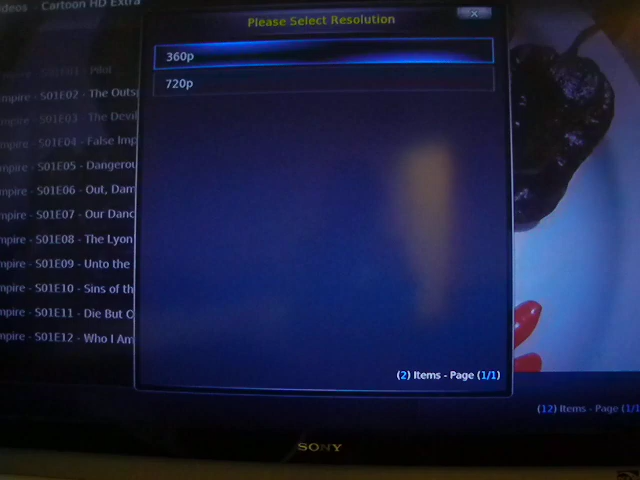 deos - Cartoon HD Extra
Please Select Resolution
360p
720p
S01E01 - Pilot
mpire - S01E02 - The Outs
mpire - S01E03 - The Devil
mpire - S01E04 - False Imp
mpire - S01E05 - Dangerou
mpire - S01E06 - Out, Dam
mpire - S01E07 - Our Danc
mpire - S01E08 - The Lyon
mpire - S01E09 - Unto the
mpire - S01E10 - Sins of th
mpire - S01E11 - Die But O
mpire - S01E12 - Who I Am
(2) Items - Page (1/1)
(12) Items - Page (1/1
SONY